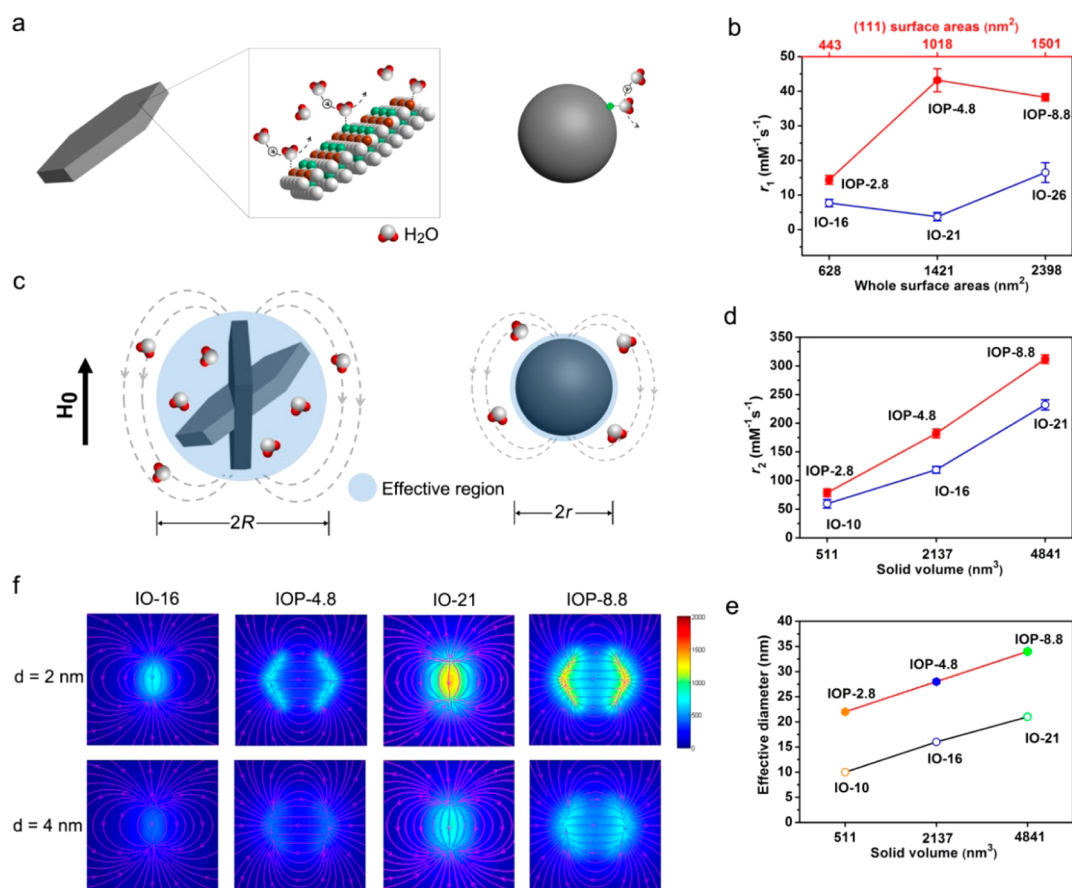 a
H2O
b
(111) surface areas (nm²)
443 1018 1501
50
40
30
20
10
0
r1 (mM⁻¹s⁻¹)
IOP-2.8
IOP-4.8
IOP-8.8
IO-16
IO-21
IO-26
628 1421 2398
Whole surface areas (nm²)
c
H0
Effective region
2R
2r
d
350
300
250
200
150
100
50
0
r2 (mM⁻¹s⁻¹)
IOP-8.8
IOP-4.8
IOP-2.8
IO-21
IO-16
IO-10
511 2137 4841
Solid volume (nm³)
e
40
35
30
25
20
15
10
5
0
Effective diameter (nm)
IOP-8.8
IOP-4.8
IOP-2.8
IO-21
IO-16
IO-10
511 2137 4841
Solid volume (nm³)
f
IO-16 IOP-4.8 IO-21 IOP-8.8
d = 2 nm
d = 4 nm
2000
1500
1000
500
0